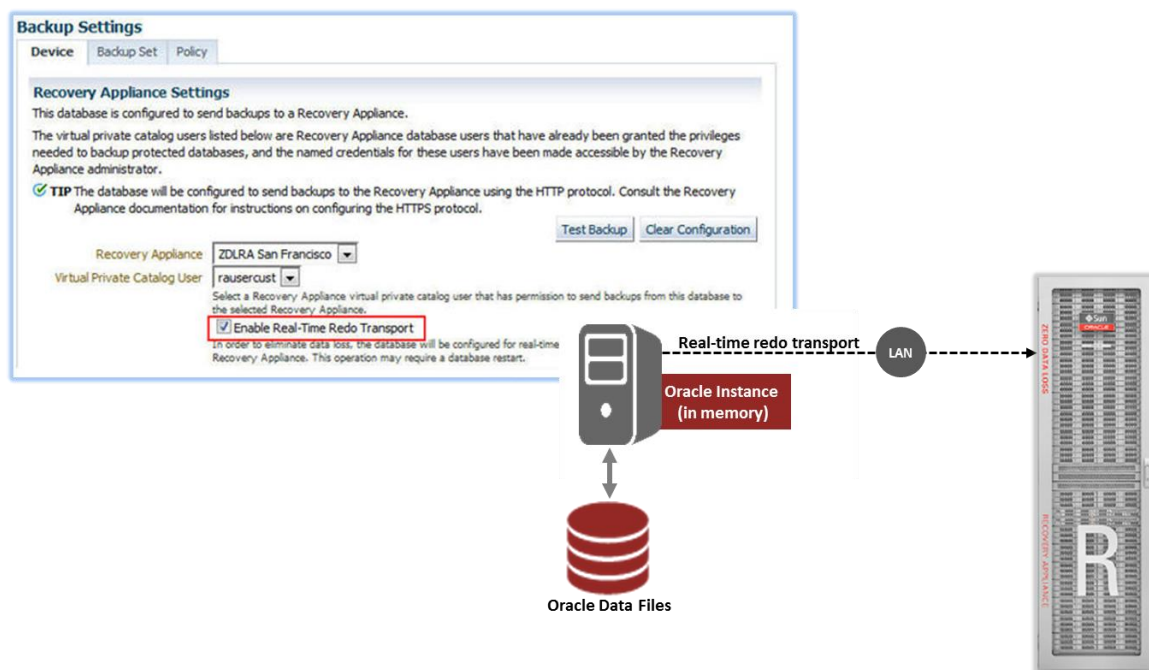 Backup Settings
Device Backup Set Policy
Recovery Appliance Settings
This database is configured to send backups to a Recovery Appliance.
The virtual private catalog users listed below are Recovery Appliance database users that have already been granted the privileges
needed to backup protected databases, and the named credentials for these users have been made accessible by the Recovery
Appliance administrator.
TIP The database will be configured to send backups to the Recovery Appliance using the HTTP protocol. Consult the Recovery
Appliance documentation for instructions on configuring the HTTPS protocol.
Test Backup Clear Configuration
Recovery Appliance ZDLRA San Francisco
Virtual Private Catalog User rausercust
Select a Recovery Appliance virtual private catalog user that has permission to send backups from this database to
the selected Recovery Appliance.
Enable Real-Time Redo Transport
In order to eliminate data loss, the database will be configured for real-time
Recovery Appliance. This operation may require a database restart.
Real-time redo transport
LAN
Oracle Instance
(in memory)
Oracle Data Files
Sun
ORACLE
ZERO DATA LOSS
RECOVERY APPLIANCE
R